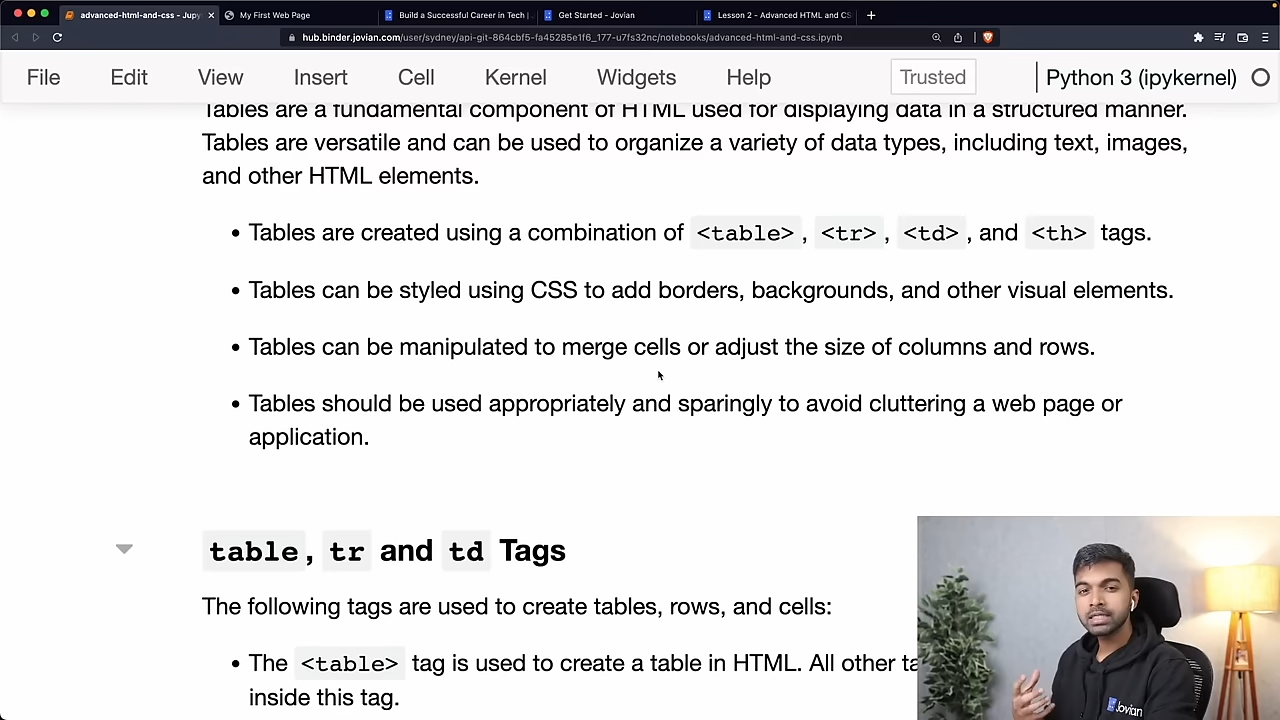 advanced-html-and-css - Jupy
My First Web Page
Build a Successful Career in Tech |
Get Started - Jovian
Lesson 2 - Advanced HTML and CS
hub.binder.jovian.com/user/sydney/api-git-864cbf5-fa45285e1f6_177-u7fs32nc/notebooks/advanced-html-and-css.ipynb
File Edit View Insert Cell Kernel Widgets Help Trusted Python 3 (ipykernel)
Tables are a fundamental component of HTML used for displaying data in a structured manner.
Tables are versatile and can be used to organize a variety of data types, including text, images,
and other HTML elements.
• Tables are created using a combination of <table>, <tr>, <td>, and <th> tags.
• Tables can be styled using CSS to add borders, backgrounds, and other visual elements.
• Tables can be manipulated to merge cells or adjust the size of columns and rows.
• Tables should be used appropriately and sparingly to avoid cluttering a web page or
application.
table, tr and td Tags
The following tags are used to create tables, rows, and cells:
• The <table> tag is used to create a table in HTML. All other ta
inside this tag.
Jovian